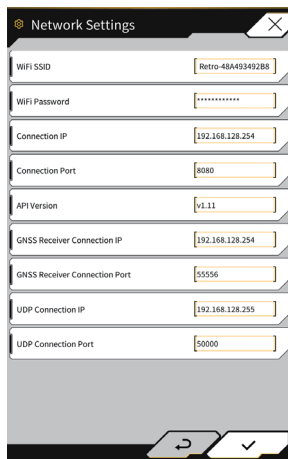 Network Settings
WiFi SSID
Retro-48A493492B8
WiFi Password
************
Connection IP
192.168.128.254
Connection Port
8080
API Version
v1.11
GNSS Receiver Connection IP
192.168.128.254
GNSS Receiver Connection Port
55556
UDP Connection IP
192.168.128.255
UDP Connection Port
50000